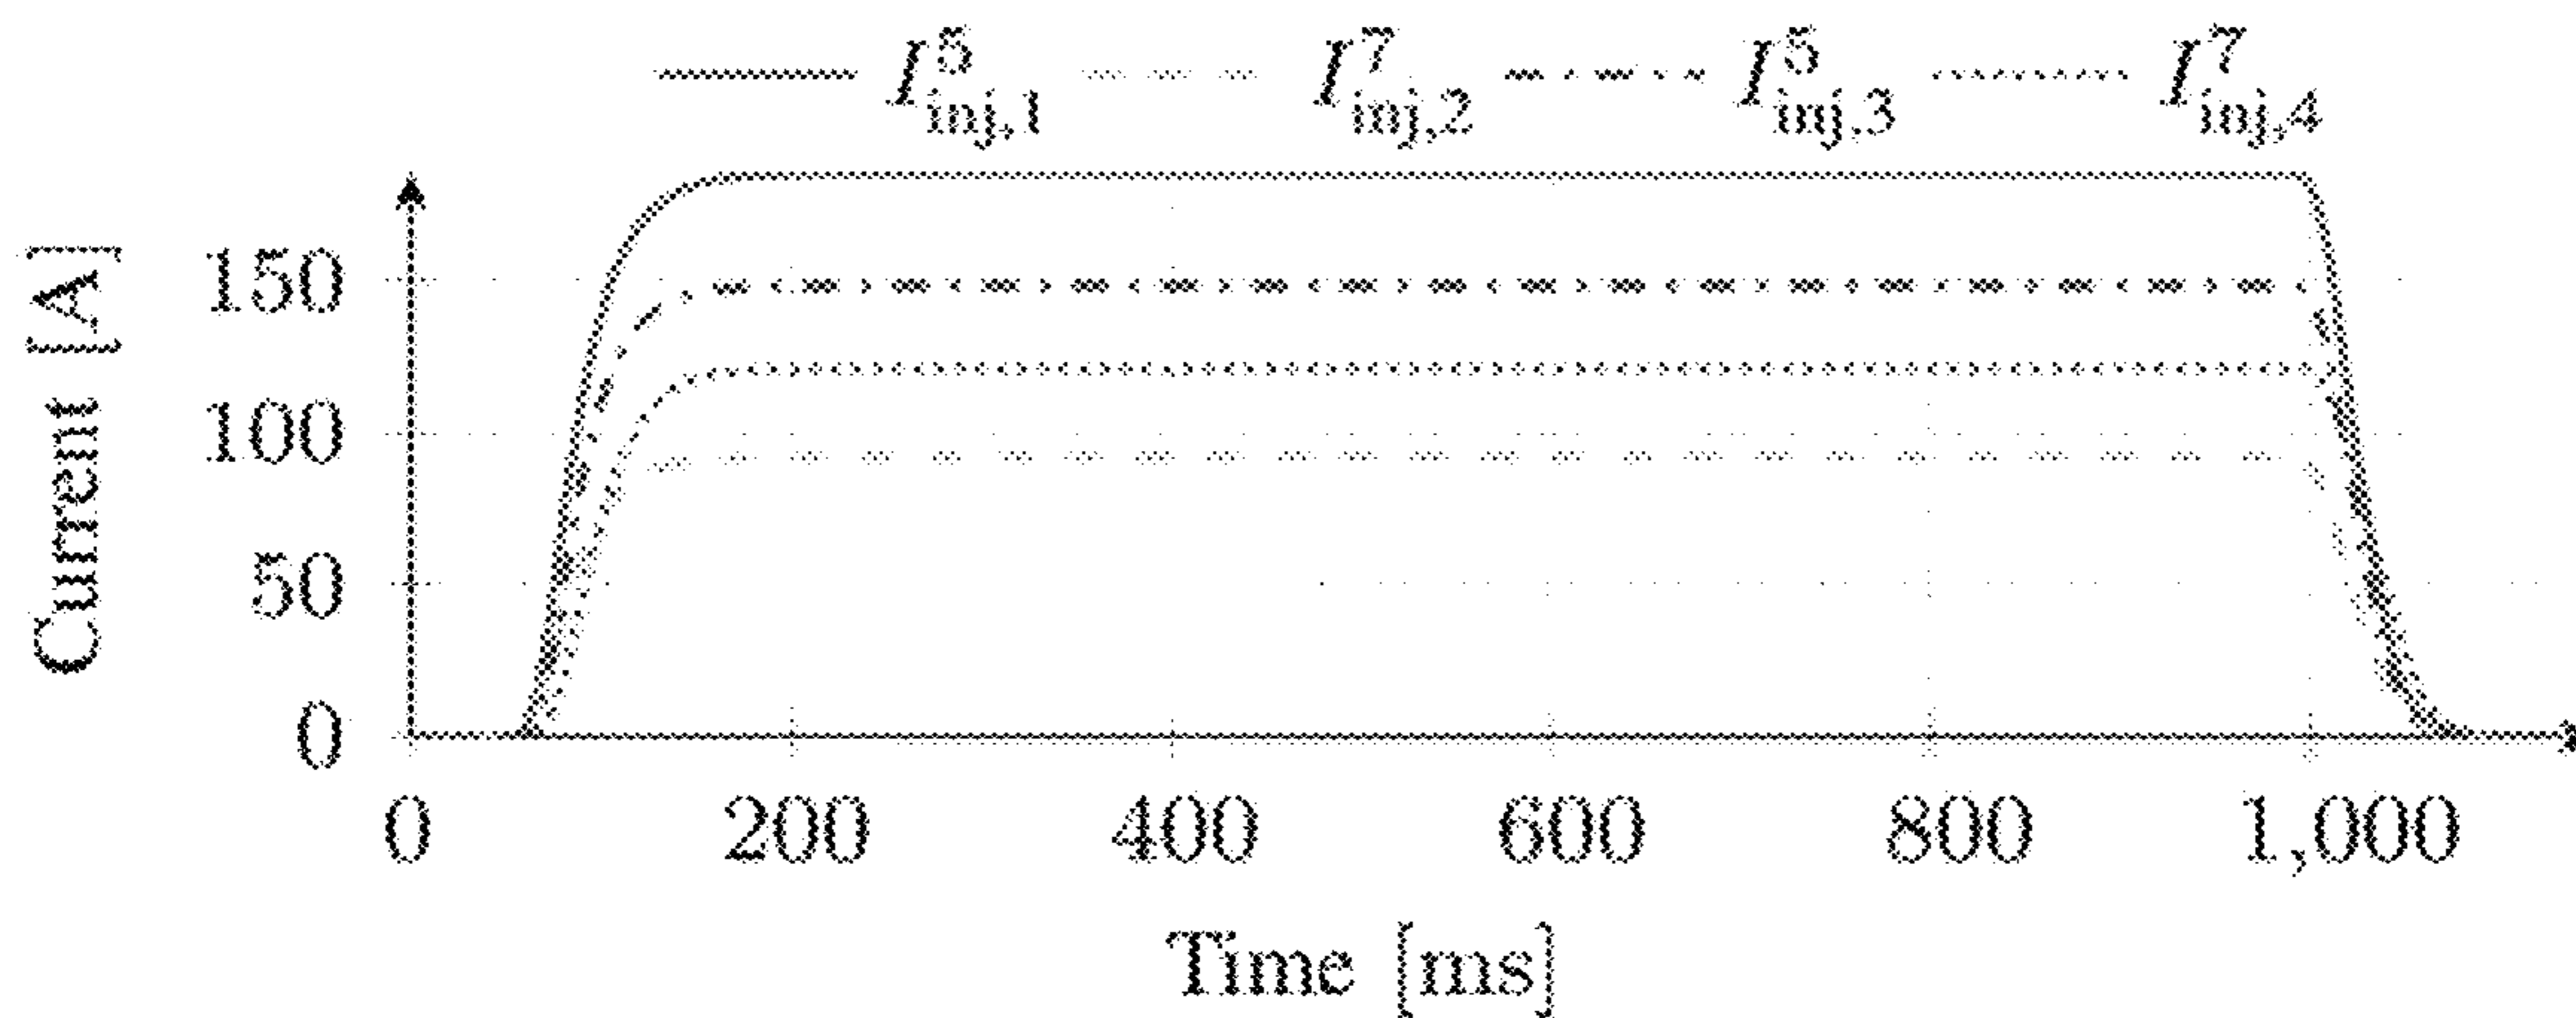 I⁵inj,1 I⁷inj,2 I⁵inj,3 I⁷inj,4
Current [A]
150
100
50
0
0 200 400 600 800 1,000
Time [ms]